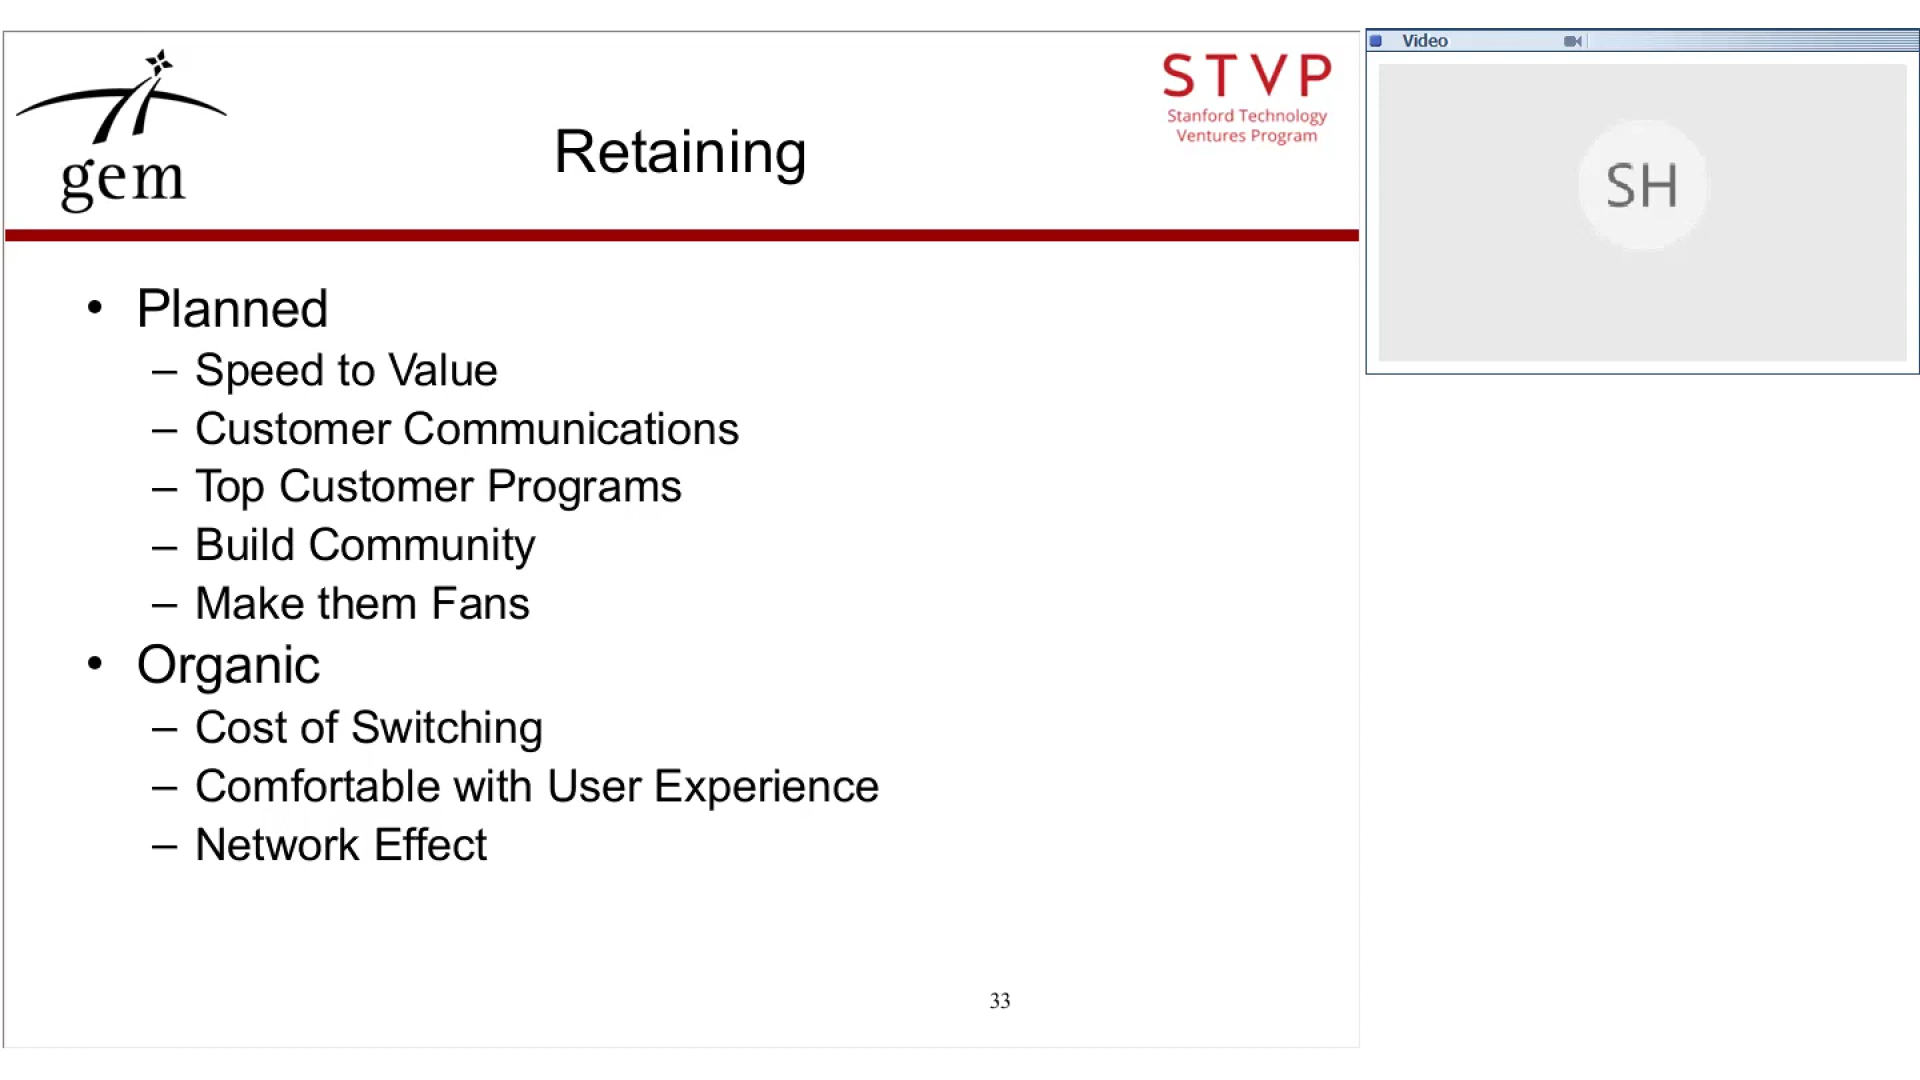 gem
Retaining
STVP
Stanford Technology
Ventures Program
• Planned
– Speed to Value
– Customer Communications
– Top Customer Programs
– Build Community
– Make them Fans
• Organic
– Cost of Switching
– Comfortable with User Experience
– Network Effect
33
Video
SH